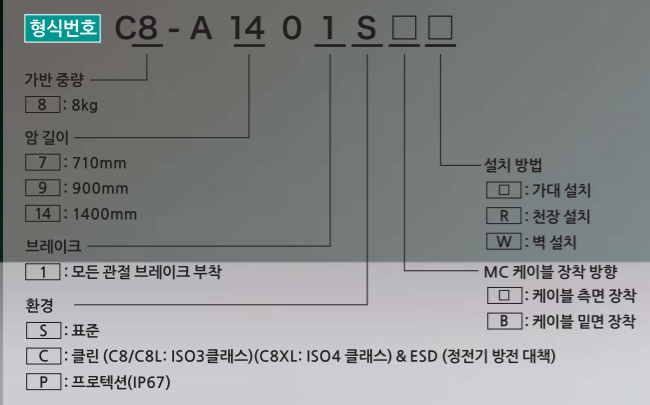 형식번호 C8 - A 14 0 1 S □ □
가반 중량
8 : 8kg
암 길이
7 : 710mm
9 : 900mm
14 : 1400mm
브레이크
1 : 모든 관절 브레이크 부착
환경
S : 표준
C : 클린 (C8/C8L: ISO3클래스)(C8XL: ISO4 클래스) & ESD (정전기 방전 대책)
P : 프로텍션(IP67)
설치 방법
□ : 가대 설치
R : 천장 설치
W : 벽 설치
MC 케이블 장착 방향
□ : 케이블 측면 장착
B : 케이블 밑면 장착